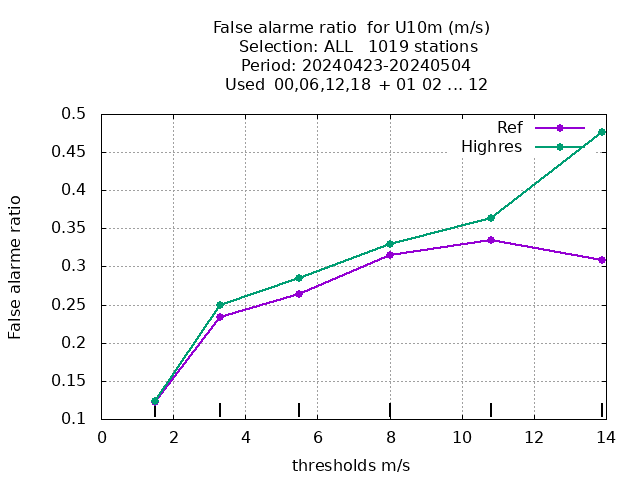 False alarme ratio  for U10m (m/s)
Selection: ALL   1019 stations
Period: 20240423-20240504
Used  00,06,12,18  + 01 02 ... 12
Ref
Highres
0.5
0.45
0.4
0.35
0.3
0.25
0.2
0.15
0.1
False alarme ratio
0 2 4 6 8 10 12 14
thresholds m/s